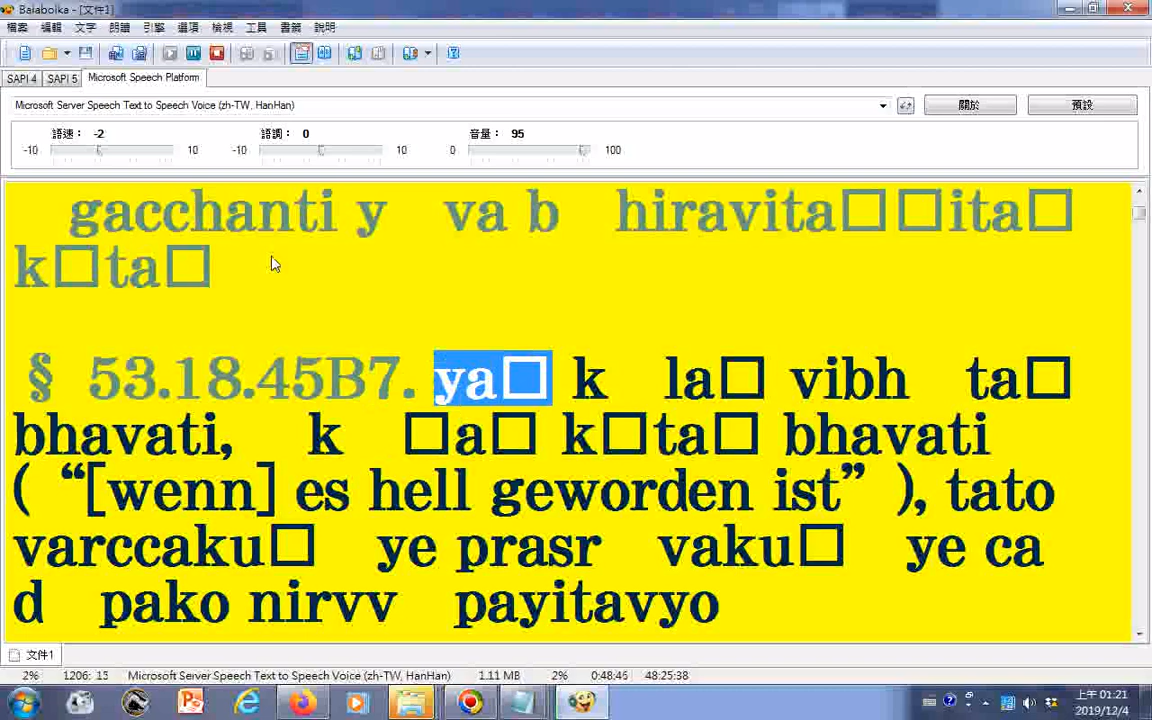 Balabolka - [文件1]
檔案 編輯 文字 朗讀 引擎 選項 檢視 工具 書籤 說明
SAPI 4 SAPI 5 Microsoft Speech Platform
Microsoft Server Speech Text to Speech Voice (zh-TW, HanHan) 關於 預設
語速： -2 語調： 0 音量： 95
-10 10 -10 10 0 100
gacchanti y va b hiravita□□ita□
k□ta□
§ 53.18.45B7. ya□ k la□ vibh ta□
bhavati, k □a□ k□ta□ bhavati
( “[wenn] es hell geworden ist” ), tato
varccaku□ ye prasr vaku□ ye ca
d pako nirvv payitavyo
文件1
2% 1206: 15 Microsoft Server Speech Text to Speech Voice (zh-TW, HanHan) 1.11 MB 2% 0:48:46 48:25:38
上午 01:21
2019/12/4